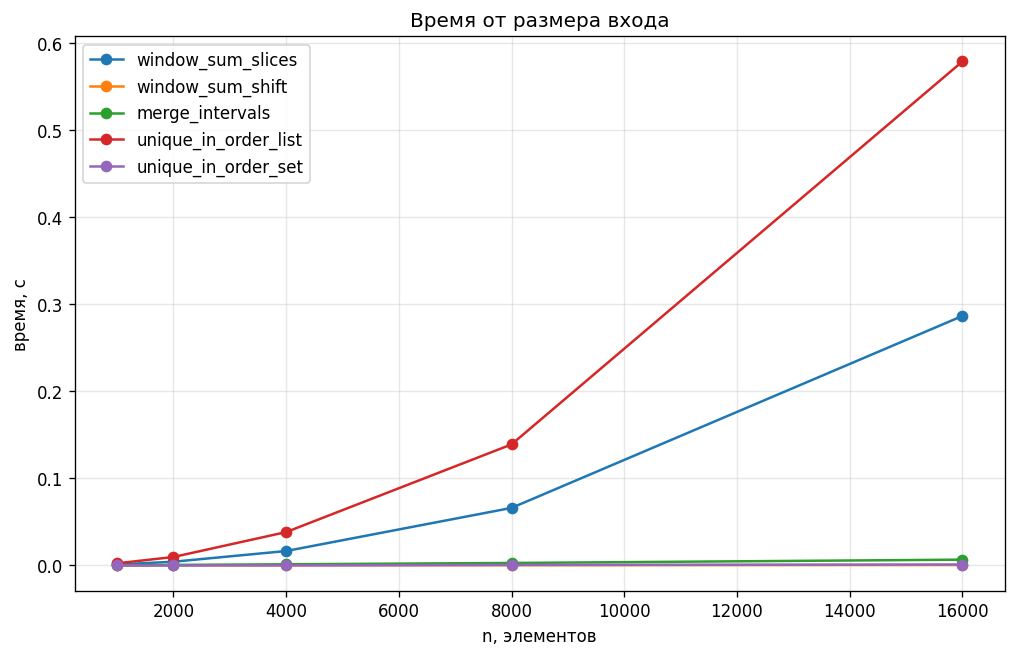 Время от размера входа
window_sum_slices
window_sum_shift
merge_intervals
unique_in_order_list
unique_in_order_set
0.6
0.5
0.4
0.3
0.2
0.1
0.0
время, с
2000 4000 6000 8000 10000 12000 14000 16000
n, элементов